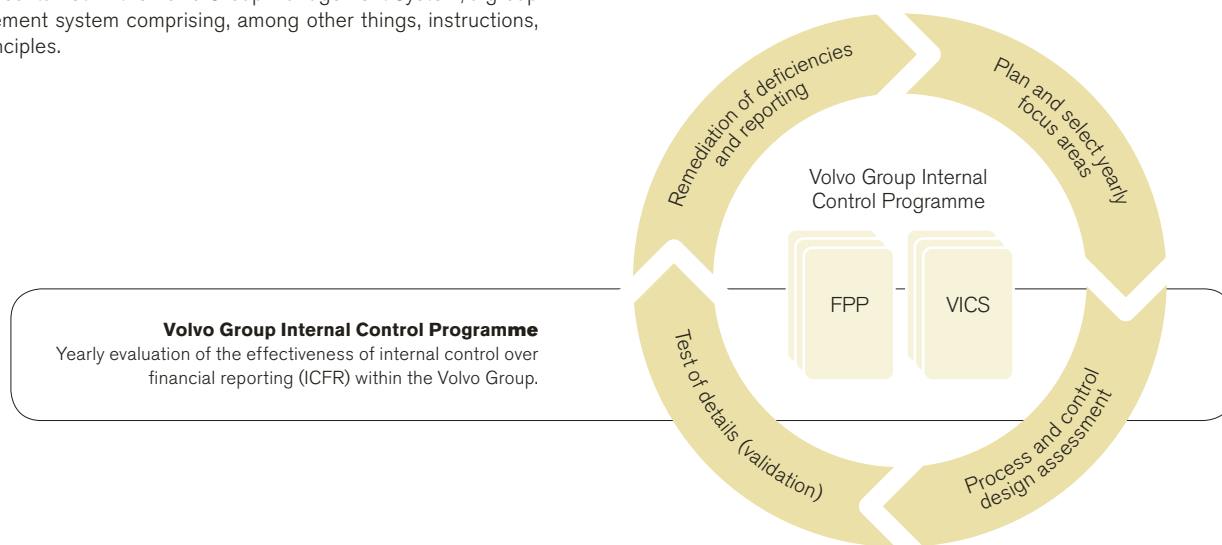 ement system comprising, among other things, instructions,
nciples.
Remediation of deficiencies
and reporting
Plan and select yearly
focus areas
Volvo Group Internal
Control Programme
FPP
VICS
Volvo Group Internal Control Programme
Yearly evaluation of the effectiveness of internal control over
financial reporting (ICFR) within the Volvo Group.
Test of details (validation)
Process and control
design assessment